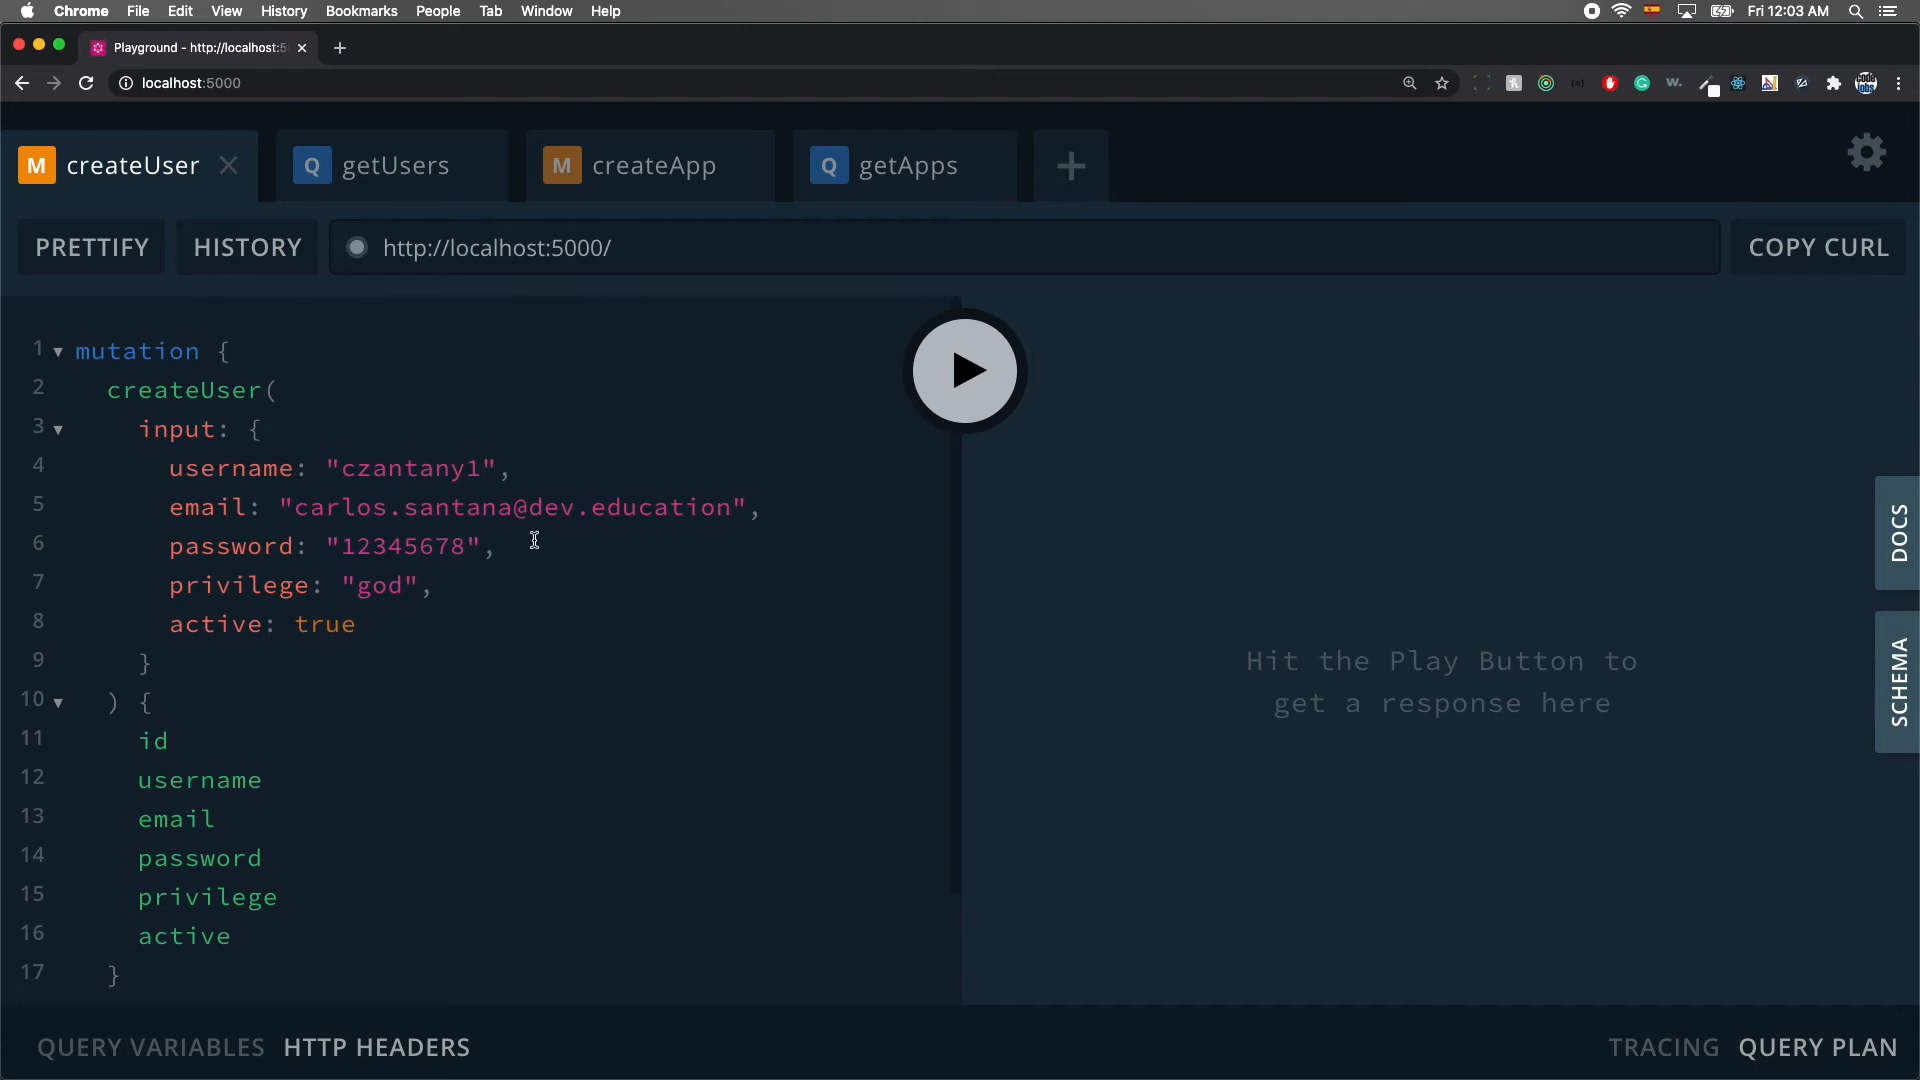 Chrome File Edit View History Bookmarks People Tab Window Help Fri 12:03 AM
Playground - http://localhost:5
localhost:5000
M createUser Q getUsers M createApp Q getApps +
PRETTIFY HISTORY http://localhost:5000/ COPY CURL
1 mutation {
2 createUser(
3 input: {
4 username: "czantany1",
5 email: "carlos.santana@dev.education",
6 password: "12345678",
7 privilege: "god",
8 active: true
9 }
10 ) {
11 id
12 username
13 email
14 password
15 privilege
16 active
17 }
Hit the Play Button to
get a response here
DOCS
SCHEMA
QUERY VARIABLES HTTP HEADERS TRACING QUERY PLAN